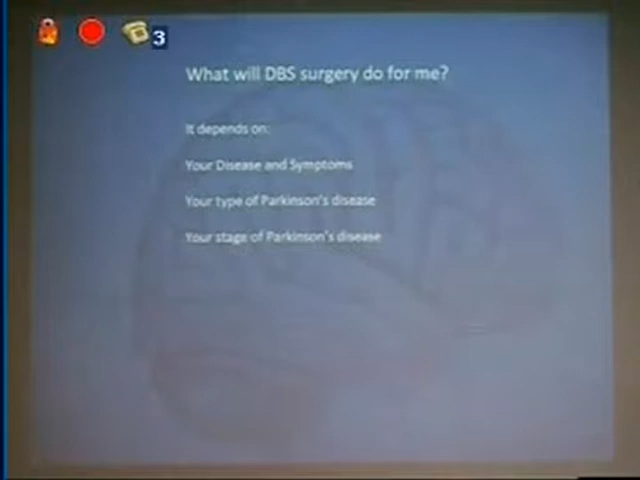 3
What will DBS surgery do for me?
It depends on:
Your Disease and Symptoms
Your type of Parkinson's disease
Your stage of Parkinson's disease